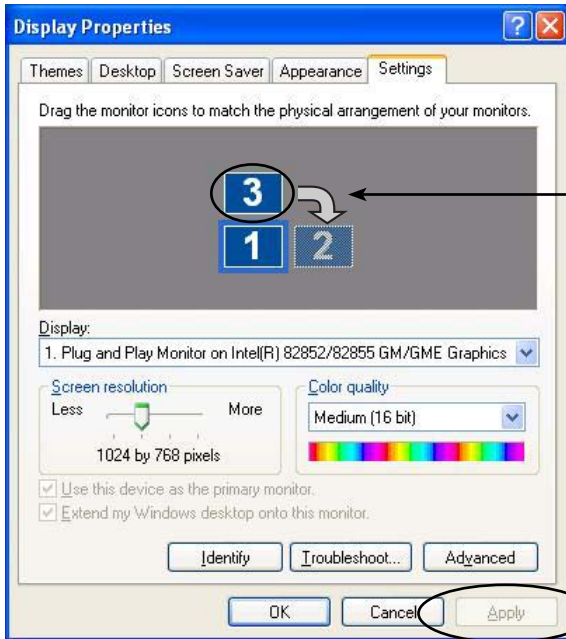 Display Properties
Themes Desktop Screen Saver Appearance Settings
Drag the monitor icons to match the physical arrangement of your monitors.
3
1 2
Display:
1. Plug and Play Monitor on Intel(R) 82852/82855 GM/GME Graphics
Screen resolution
Less More
1024 by 768 pixels
Color quality
Medium (16 bit)
Use this device as the primary monitor.
Extend my Windows desktop onto this monitor.
Identify Troubleshoot... Advanced
OK Cancel Apply